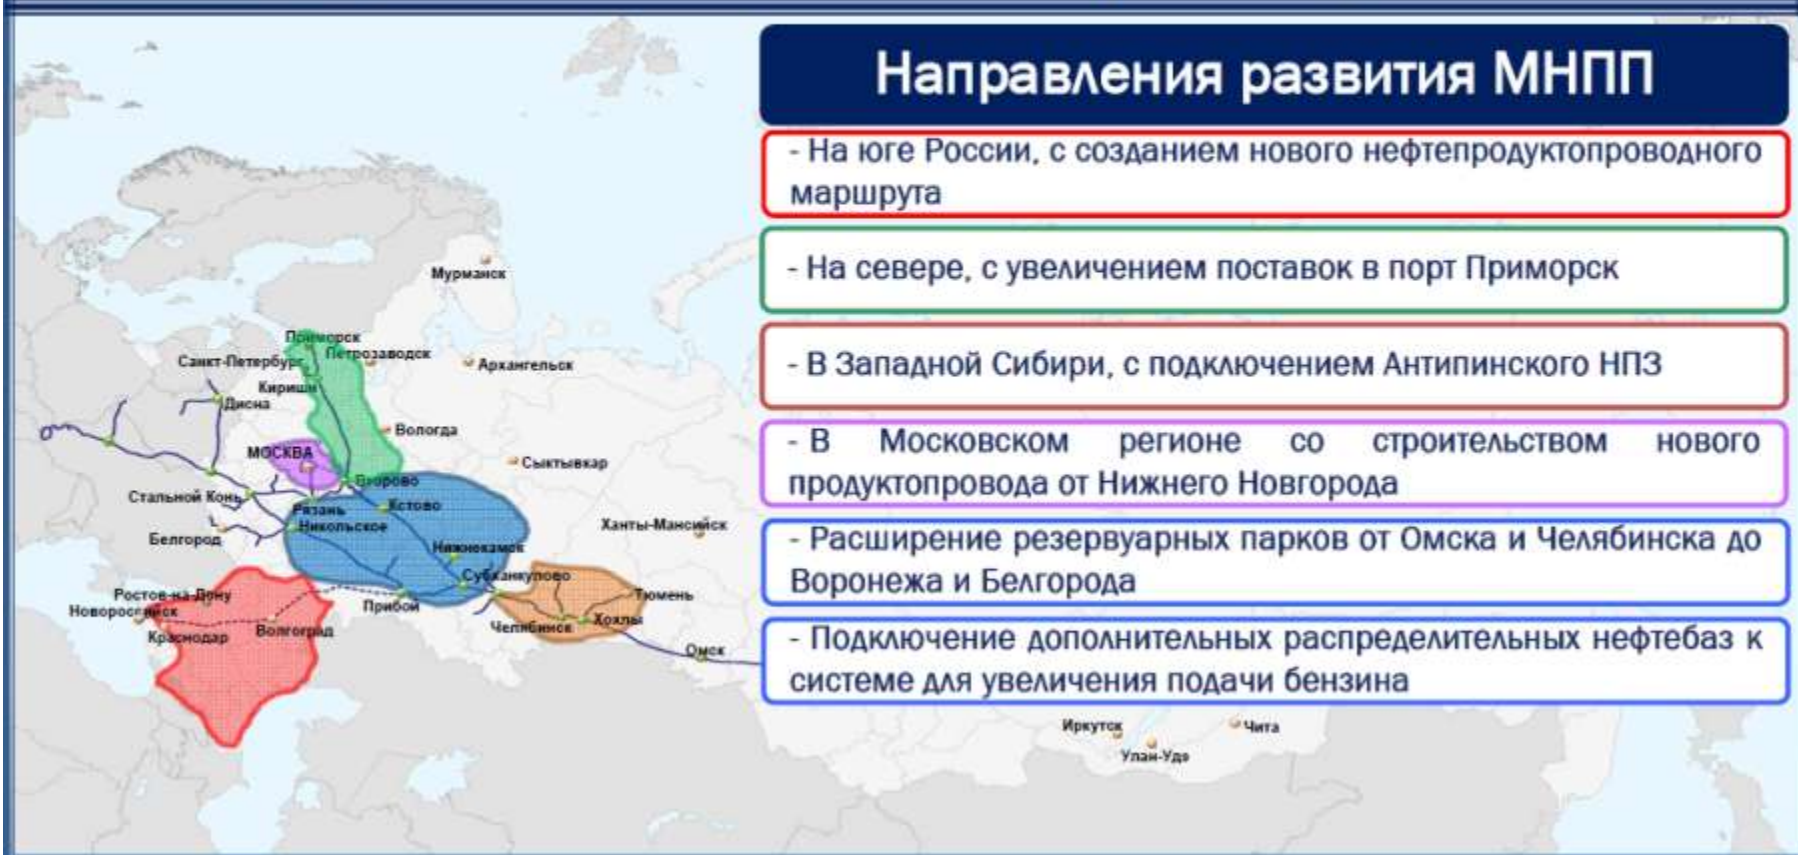 Направления развития МНПП
- На юге России, с созданием нового нефтепродуктопроводного
маршрута
- На севере, с увеличением поставок в порт Приморск
- В Западной Сибири, с подключением Антипинского НПЗ
- В Московском регионе со строительством нового
продуктопровода от Нижнего Новгорода
- Расширение резервуарных парков от Омска и Челябинска до
Воронежа и Белгорода
- Подключение дополнительных распределительных нефтебаз к
системе для увеличения подачи бензина
Мурманск
Приморск
Петрозаводск
Санкт-Петербург
Архангельск
Кириши
Дисна
Вологда
МОСКВА
Сыктывкар
Второво
Стальной Конь
Кстово
Рязань
Никольское
Ханты-Мансийск
Белгород
Нижнекамск
Субханкулово
Ростов-на-Дону
Тюмень
Новороссийск
Прибой
Хохлы
Челябинск
Волгоград
Краснодар
Омск
Иркутск
Чита
Улан-Удэ